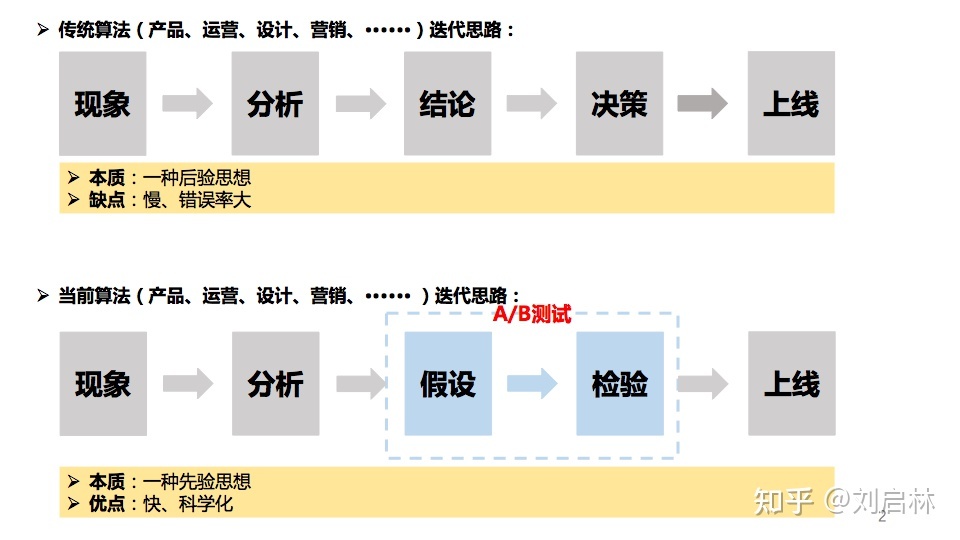 ➢ 传统算法（产品、运营、设计、营销、……）迭代思路：
现象 分析 结论 决策 上线
➢ 本质：一种后验思想
➢ 缺点：慢、错误率大
➢ 当前算法（产品、运营、设计、营销、…… ）迭代思路：
A/B测试
现象 分析 假设 检验 上线
➢ 本质：一种先验思想
➢ 优点：快、科学化
知乎 @刘启林
2